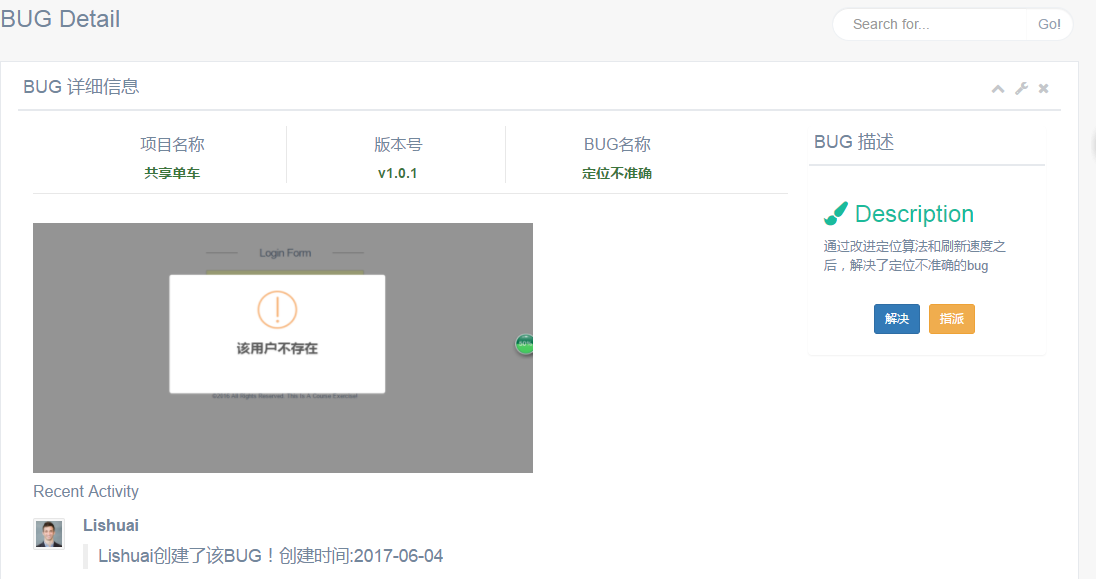 BUG Detail
Search for...
Go!
BUG 详细信息
项目名称
版本号
BUG名称
共享单车
v1.0.1
定位不准确
BUG 描述
Description
通过改进定位算法和刷新速度之
后，解决了定位不准确的bug
解决
指派
Login Form
该用户不存在
©2016 All Rights Reserved. This Is A Course Exercise!
Recent Activity
Lishuai
Lishuai创建了该BUG！创建时间:2017-06-04